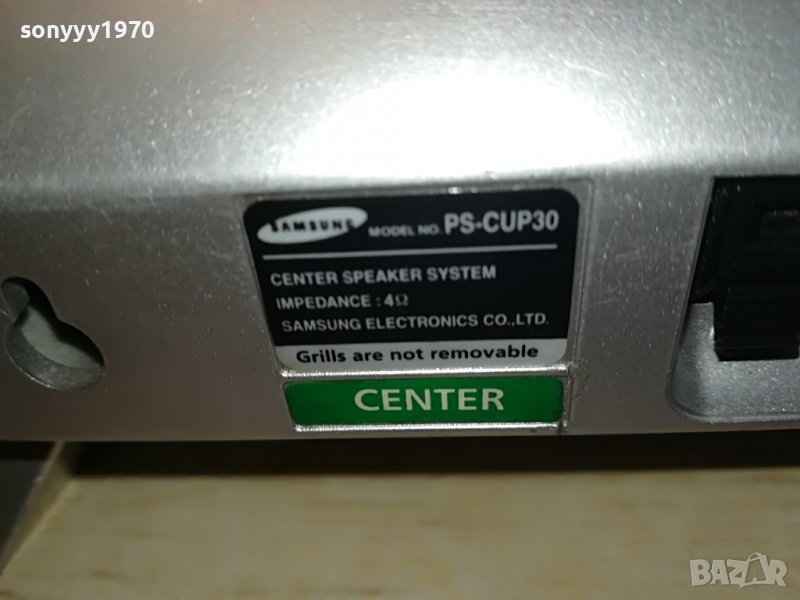 sonyyy1970
SAMSUNG MODEL NO. PS-CUP30
CENTER SPEAKER SYSTEM
IMPEDANCE : 4Ω
SAMSUNG ELECTRONICS CO.,LTD.
Grills are not removable
CENTER
BAZAR